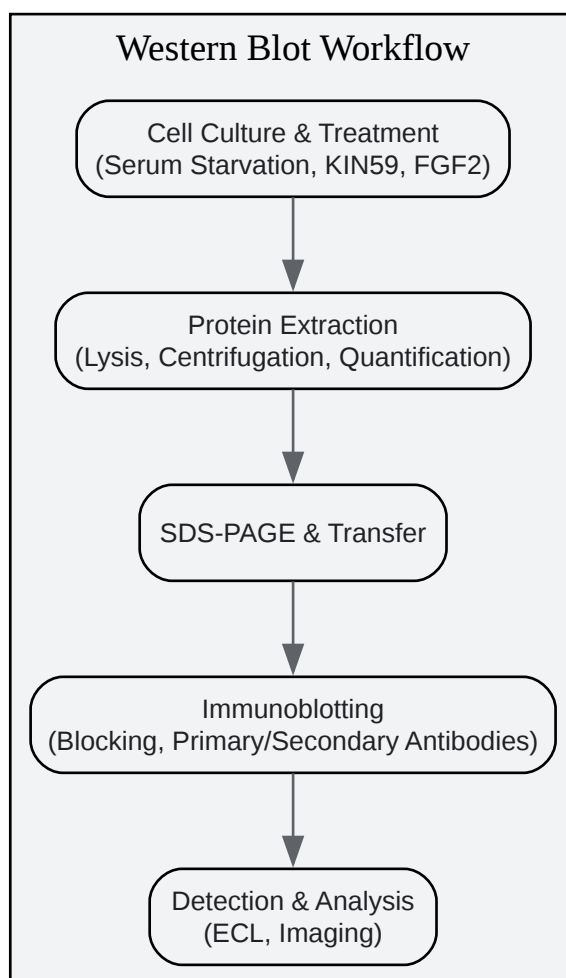 Western Blot Workflow
Cell Culture & Treatment
(Serum Starvation, KIN59, FGF2)
Protein Extraction
(Lysis, Centrifugation, Quantification)
SDS-PAGE & Transfer
Immunoblotting
(Blocking, Primary/Secondary Antibodies)
Detection & Analysis
(ECL, Imaging)